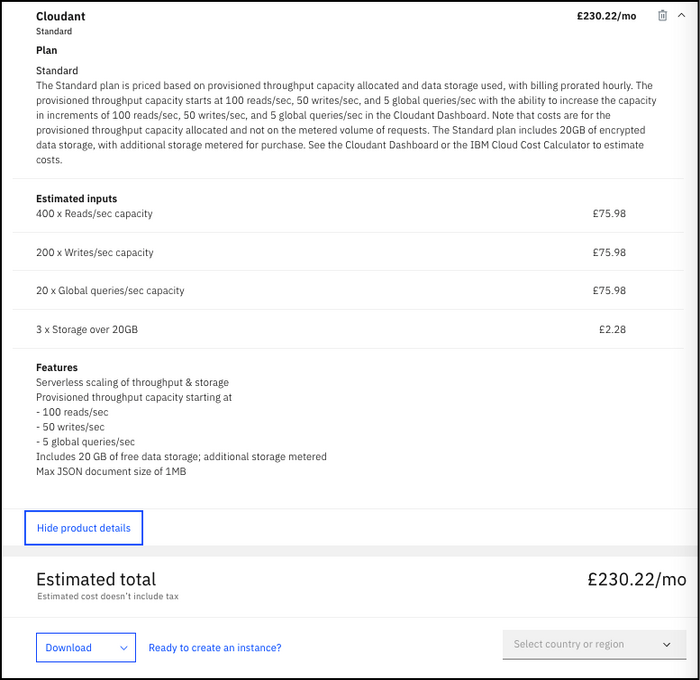 Cloudant £230.22/mo
Standard
Plan
Standard
The Standard plan is priced based on provisioned throughput capacity allocated and data storage used, with billing prorated hourly. The
provisioned throughput capacity starts at 100 reads/sec, 50 writes/sec, and 5 global queries/sec with the ability to increase the capacity
in increments of 100 reads/sec, 50 writes/sec, and 5 global queries/sec in the Cloudant Dashboard. Note that costs are for the
provisioned throughput capacity allocated and not on the metered volume of requests. The Standard plan includes 20GB of encrypted
data storage, with additional storage metered for purchase. See the Cloudant Dashboard or the IBM Cloud Cost Calculator to estimate
costs.
Estimated inputs
400 x Reads/sec capacity £75.98
200 x Writes/sec capacity £75.98
20 x Global queries/sec capacity £75.98
3 x Storage over 20GB £2.28
Features
Serverless scaling of throughput & storage
Provisioned throughput capacity starting at
- 100 reads/sec
- 50 writes/sec
- 5 global queries/sec
Includes 20 GB of free data storage; additional storage metered
Max JSON document size of 1MB
Hide product details
Estimated total £230.22/mo
Estimated cost doesn't include tax
Download Ready to create an instance? Select country or region